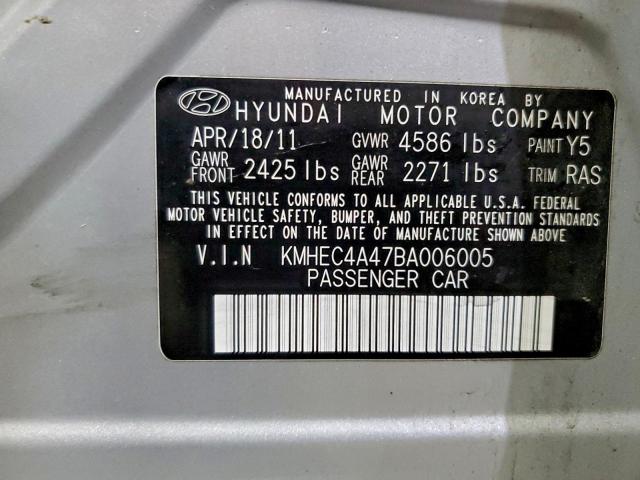 MANUFACTURED IN KOREA BY
HYUNDAI MOTOR COMPANY
APR/18/11 GVWR 4586 lbs PAINT Y5
GAWR FRONT 2425 lbs GAWR REAR 2271 lbs TRIM RAS
THIS VEHICLE CONFORMS TO ALL APPLICABLE U.S.A. FEDERAL
MOTOR VEHICLE SAFETY, BUMPER, AND THEFT PREVENTION STANDARDS
IN EFFECT ON THE DATE OF MANUFACTURE SHOWN ABOVE.
V.I.N KMHEC4A47BA006005
PASSENGER CAR